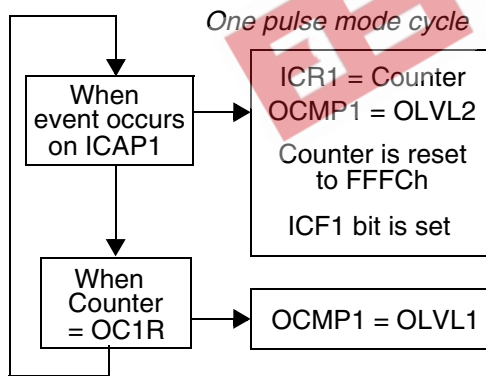 One pulse mode cycle
When
event occurs
on ICAP1
ICR1 = Counter
OCMP1 = OLVL2
Counter is reset
to FFFCh
ICF1 bit is set
When
Counter
= OC1R
OCMP1 = OLVL1